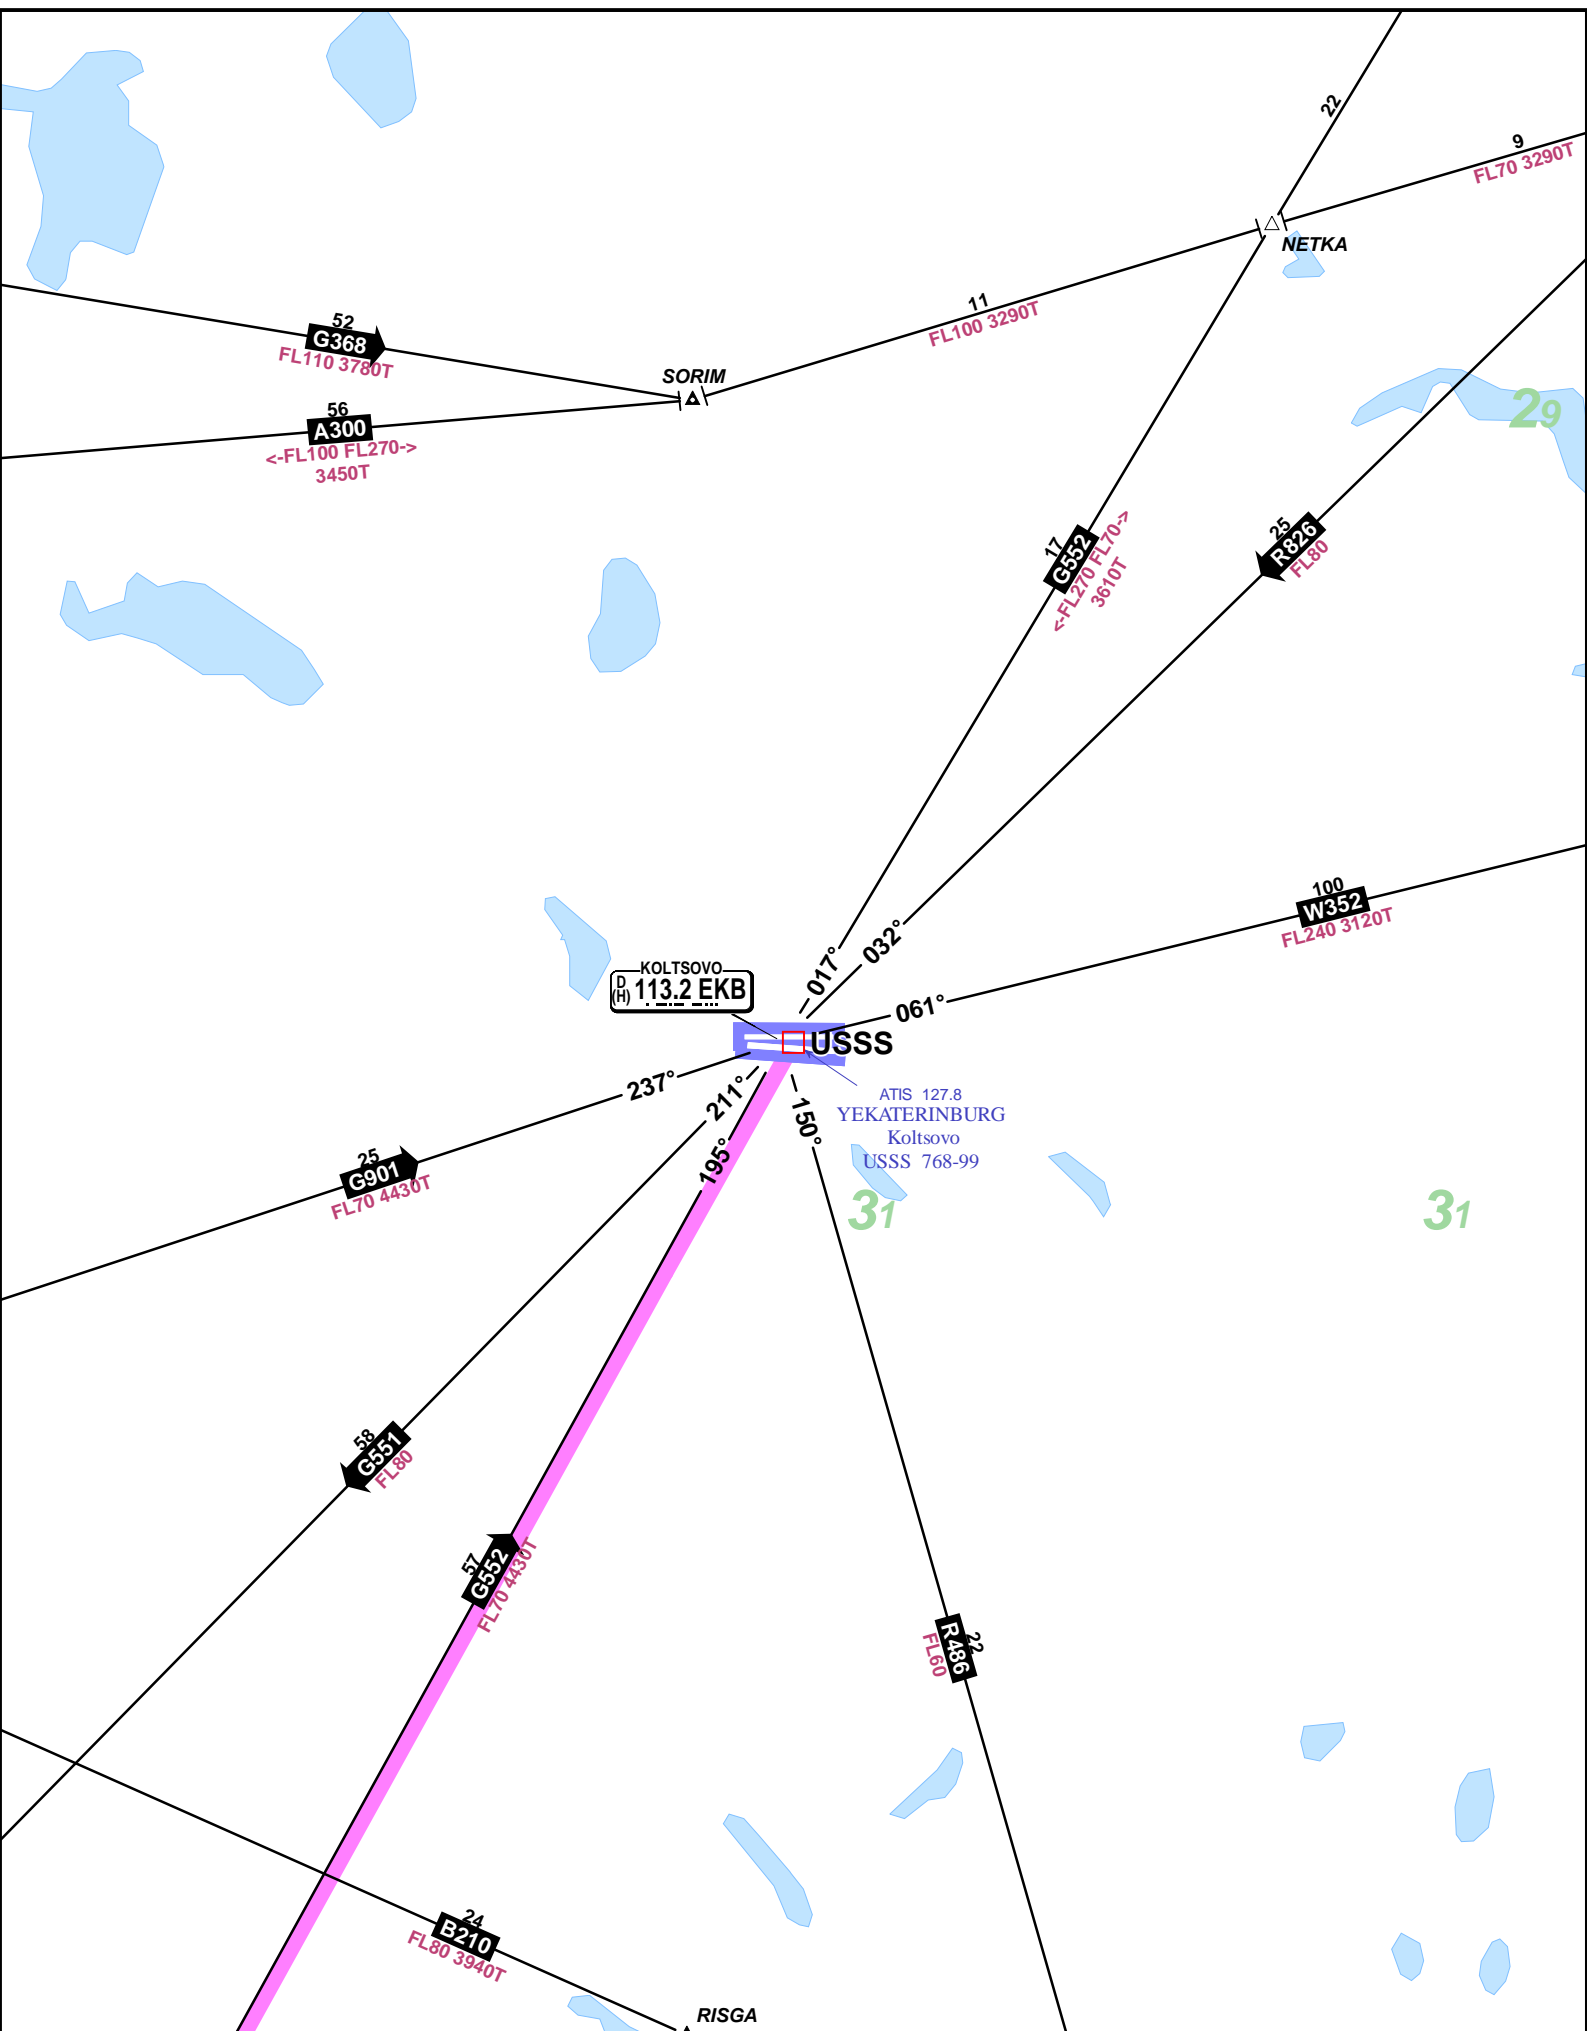 22
9
FL70 3290T
NETKA
52
G368
FL110 3780T
11
FL100 3290T
SORIM
56
A300
<-FL100 FL270->
3450T
29
17
G552
<-FL270 FL70->
3610T
25
R826
FL80
100
W352
FL240 3120T
017°
032°
061°
KOLTSOVO
D
(H) 113.2 EKB
USSS
237°
211°
195°
150°
ATIS 127.8
YEKATERINBURG
Koltsovo
USSS 768-99
31
31
25
G901
FL70 4430T
58
G551
FL80
57
G552
FL70 4430T
22
R486
FL60
24
B210
FL80 3940T
RISGA